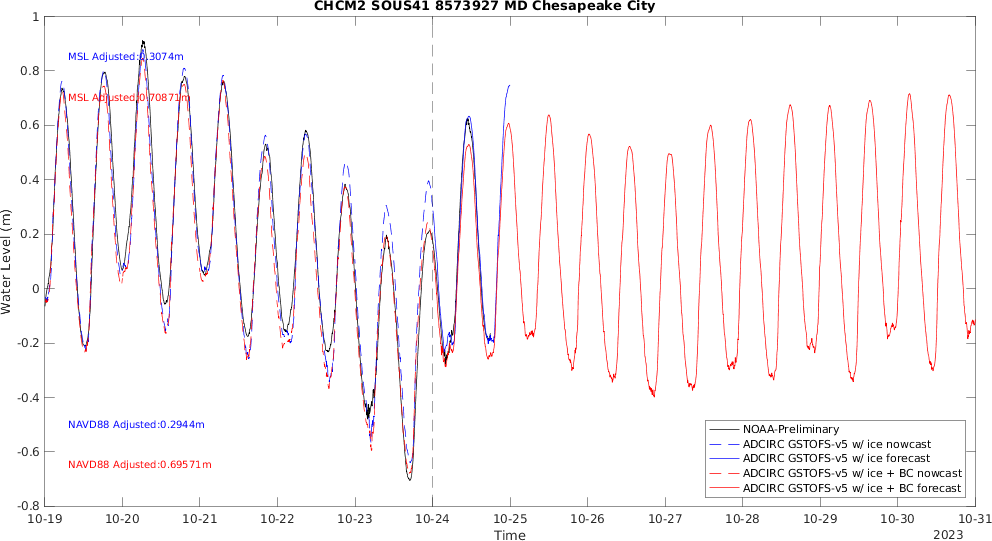 CHCM2 SOUS41 8573927 MD Chesapeake City
1
0.8
0.6
0.4
0.2
0
-0.2
-0.4
-0.6
-0.8
Water Level (m)
MSL Adjusted:0.3074m
MSL Adjusted:0.70871m
NAVD88 Adjusted:0.2944m
NAVD88 Adjusted:0.69571m
NOAA-Preliminary
ADCIRC GSTOFS-v5 w/ ice nowcast
ADCIRC GSTOFS-v5 w/ ice forecast
ADCIRC GSTOFS-v5 w/ ice + BC nowcast
ADCIRC GSTOFS-v5 w/ ice + BC forecast
10-19 10-20 10-21 10-22 10-23 10-24 10-25 10-26 10-27 10-28 10-29 10-30 10-31
Time
2023